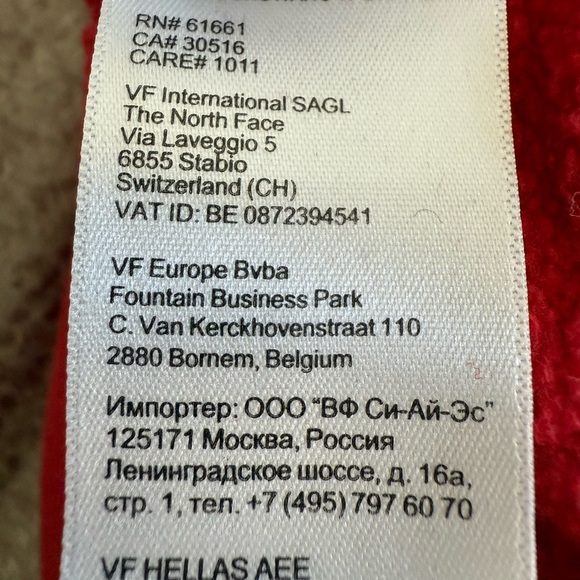 RN# 61661
CA# 30516
CARE# 1011
VF International SAGL
The North Face
Via Laveggio 5
6855 Stabio
Switzerland (CH)
VAT ID: BE 0872394541
VF Europe Bvba
Fountain Business Park
C. Van Kerckhovenstraat 110
2880 Bornem, Belgium
Импортер: ООО "ВФ Си-Ай-Эс"
125171 Москва, Россия
Ленинградское шоссе, д. 16а,
стр. 1, тел. +7 (495) 797 60 70
VF HELLAS AEE